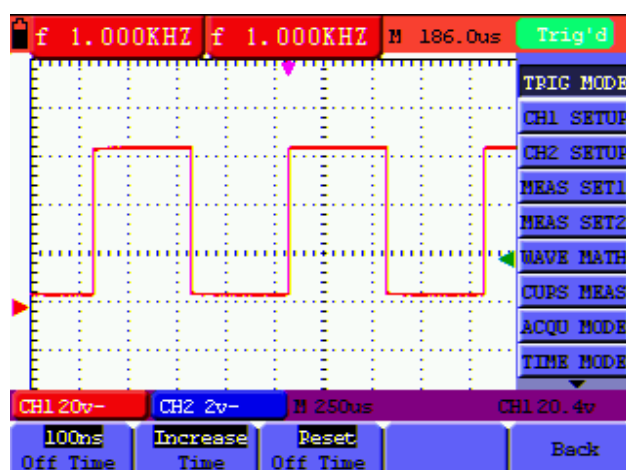 f 1.000KHZ f 1.000KHZ M 186.0us Trig'd
TRIG MODE
CH1 SETUP
CH2 SETUP
MEAS SET1
MEAS SET2
WAVE MATH
CURS MEAS
ACQU MODE
TIME MODE
CH1 20v- CH2 2v- M 250us CH1 20.4v
100ns Increase Reset
Off Time Time Off Time Back